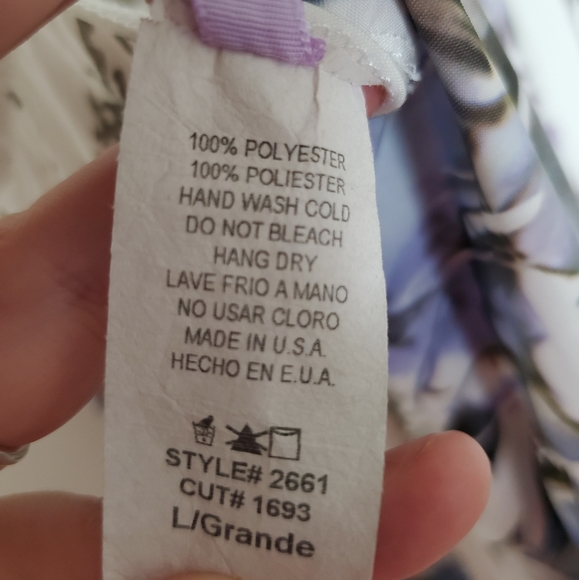 100% POLYESTER
100% POLIESTER
HAND WASH COLD
DO NOT BLEACH
HANG DRY
LAVE FRIO A MANO
NO USAR CLORO
MADE IN U.S.A.
HECHO EN E.U.A.
STYLE# 2661
CUT# 1693
L/Grande